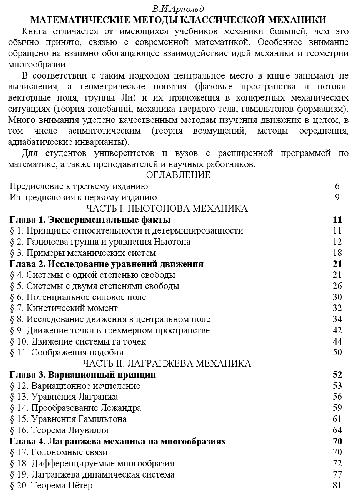 В.И.Арнольд
МАТЕМАТИЧЕСКИЕ МЕТОДЫ КЛАССИЧЕСКОЙ МЕХАНИКИ
Книга отличается от имеющихся учебников механики большей, чем это
обычно принято, связью с современной математикой. Особенное внимание
обращено на взаимно обогащающее взаимодействие идей механики и геометрии
многообразий.
В соответствии с таким подходом центральное место в книге занимают не
вычисления, а геометрические понятия (фазовые пространства и потоки,
векторные поля, группы Ли) и их приложения в конкретных механических
ситуациях (теория колебаний, механика твердого тела, гамильтонов формализм).
Много внимания уделено качественным методам изучения движения в целом, в
том числе асимптотическим (теория возмущений, методы осреднения,
адиабатические инварианты).
Для студентов университетов и вузов с расширенной программой по
математике, а также преподавателей и научных работников.
ОГЛАВЛЕНИЕ
Предисловие к третьему изданию 6
Из предисловия к первому изданию 9
ЧАСТЬ I. НЬЮТОНОВА МЕХАНИКА
Глава 1. Экспериментальные факты 11
§ 1. Принципы относительности и детерминированности 11
§ 2. Галилеева группа и уравнения Ньютона 12
§ 3. Примеры механических систем 18
Глава 2. Исследование уравнений движения 21
§ 4. Системы с одной степенью свободы 21
§ 5. Системы с двумя степенями свободы 26
§ 6. Потенциальное силовое поле 30
§ 7. Кинетический момент 32
§ 8. Исследование движения в центральном поле 34
§ 9. Движение точки в трехмерном пространстве 42
§ 10. Движение системы n точек 44
§ 11. Соображения подобия 50
ЧАСТЬ II. ЛАГРАНЖЕВА МЕХАНИКА
Глава 3. Вариационный принцип 52
§ 12. Вариационное исчисление 53
§ 13. Уравнения Лагранжа 56
§ 14. Преобразование Лежандра 59
§ 15. Уравнения Гамильтона 61
§ 16. Теорема Лиувилля 64
Глава 4. Лагранжева механика на многообразиях 70
§ 17. Голономные связи 70
§ 18. Дифференцируемые многообразия 72
§ 19. Лагранжева динамическая система 77
§ 20. Теорема Нётер 81